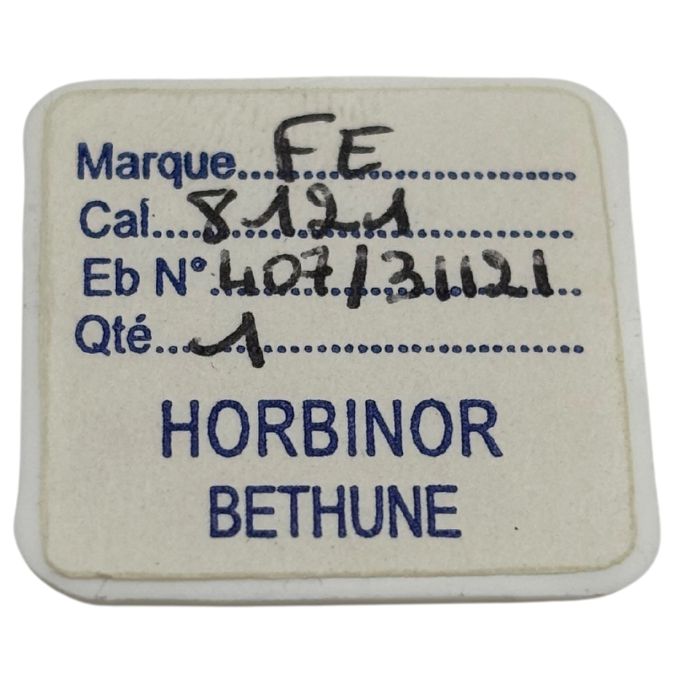 Marque...FE..............................
Cal....8121..............................
Eb N°.407/31121..
Qté....1..................................
HORBINOR
BETHUNE